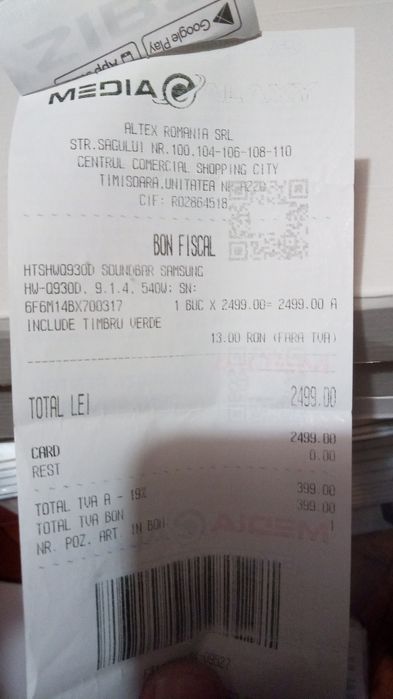 Google Play
MEDIA
ALTEX ROMANIA SRL
STR.SAGULUI NR.100.104-106-108-110
CENTRUL COMERCIAL SHOPPING CITY
TIMISOARA.UNITATEA
CIF: RO2864518
BON FISCAL
HTSHWQ930D SOUNDBAR SAMSUNG
HW-Q930D, 9.1.4, 540W; SN:
6F6M14BX700317 1 BUC X 2499.00= 2499.00 A
INCLUDE TIMBRU VERDE
13.00 RON (FARA TVA)
TOTAL LEI 2499.00
CARD 2499.00
REST 0.00
TOTAL TVA A - 19% 399.00
TOTAL TVA BON 399.00
NR. POZ. ART. IN BON 1